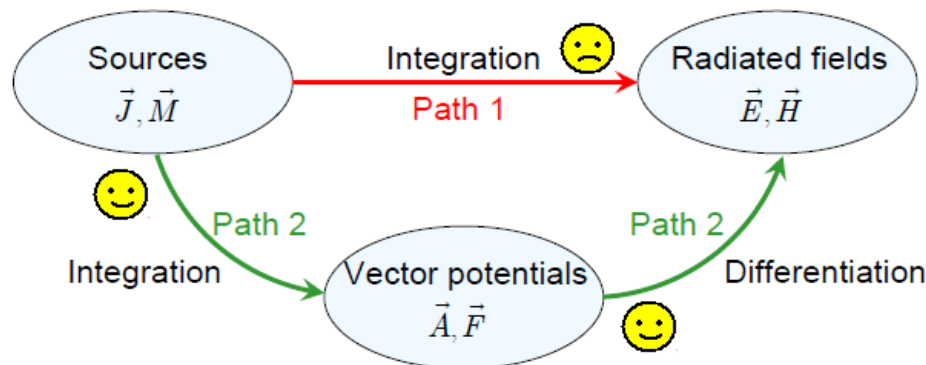 Sources
J⃗, M⃗
Integration
Path 1
Radiated fields
E⃗, H⃗
Path 2
Integration
Vector potentials
A⃗, F⃗
Path 2
Differentiation